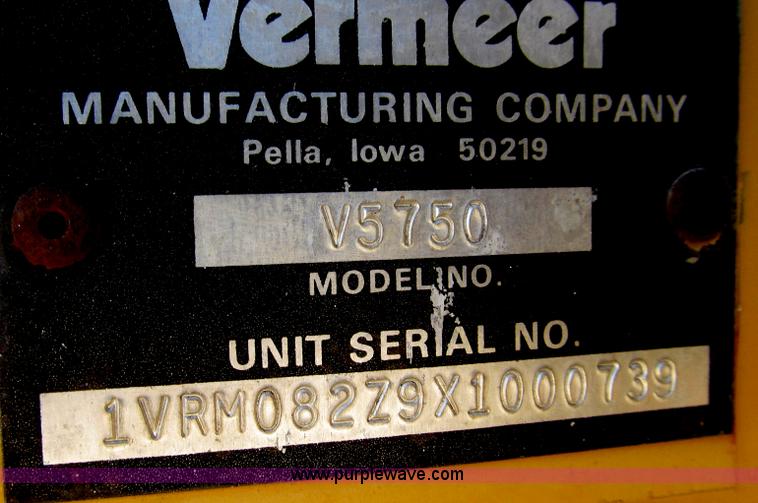 Vermeer
MANUFACTURING COMPANY
Pella, Iowa 50219
V5750
MODEL NO.
UNIT SERIAL NO.
1VRM082Z9X1000739
www.purplewave.com